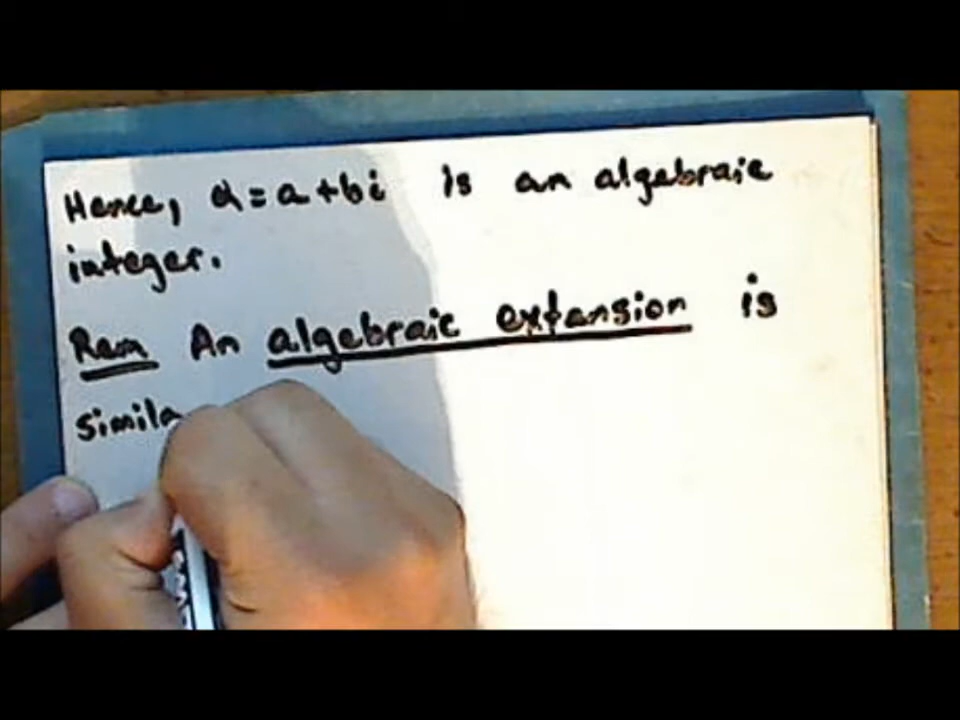 Hence, α = a + bi is an algebraic
integer.
Rem An algebraic extension is
simila